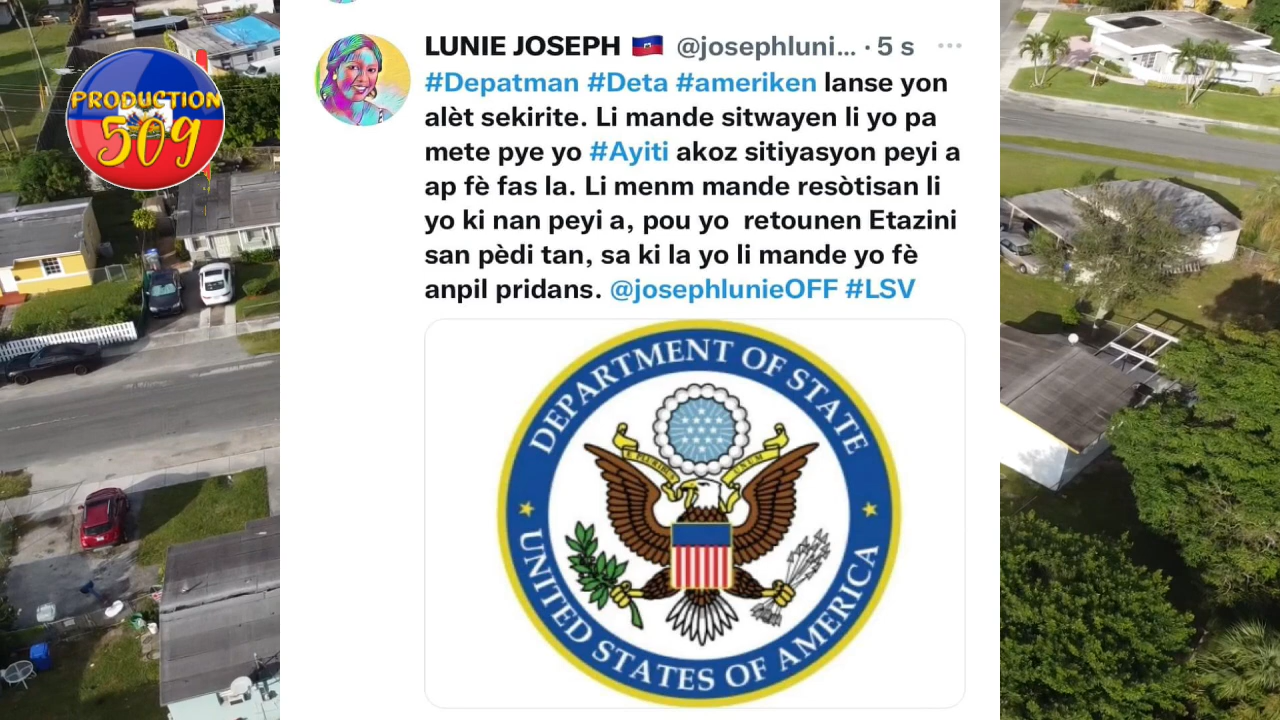 PRODUCTION
509
LUNIE JOSEPH 🇭🇹 @josephluni... · 5 s ···
#Depatman #Deta #ameriken lanse yon
alèt sekirite. Li mande sitwayen li yo pa
mete pye yo #Ayiti akoz sitiyasyon peyi a
ap fè fas la. Li menm mande resòtisan li
yo ki nan peyi a, pou yo  retounen Etazini
san pèdi tan, sa ki la yo li mande yo fè
anpil pridans. @josephlunieOFF #LSV
DEPARTMENT OF STATE
E PLURIBUS UNUM
UNITED STATES OF AMERICA